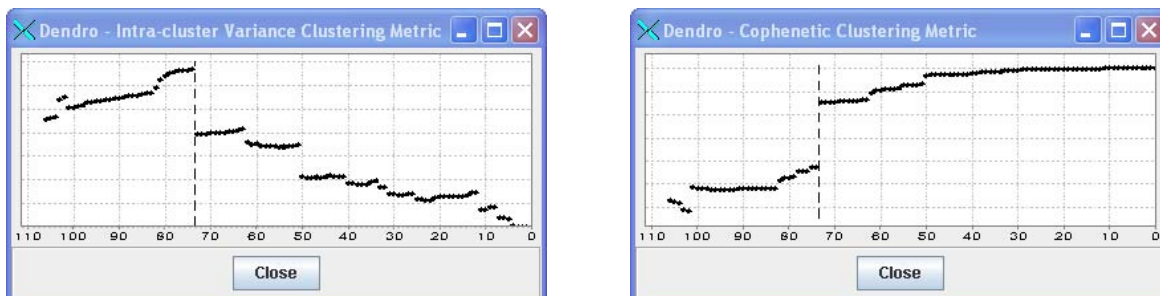 Dendro - Intra-cluster Variance Clustering Metric
110 100 90 80 70 60 50 40 30 20 10 0
Close
Dendro - Cophenetic Clustering Metric
110 100 90 80 70 60 50 40 30 20 10 0
Close